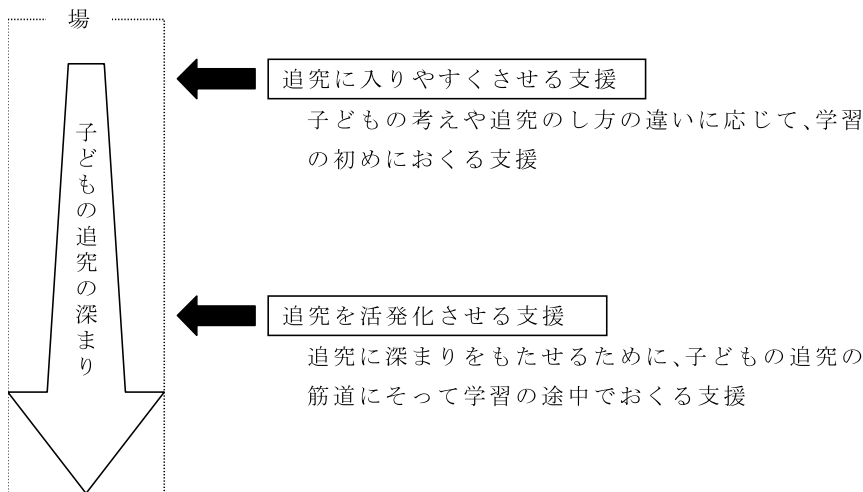 場
子どもの追究の深まり
追究に入りやすくさせる支援
子どもの考えや追究のし方の違いに応じて、学習
の初めにおくる支援
追究を活発化させる支援
追究に深まりをもたせるために、子どもの追究の
筋道にそって学習の途中でおくる支援